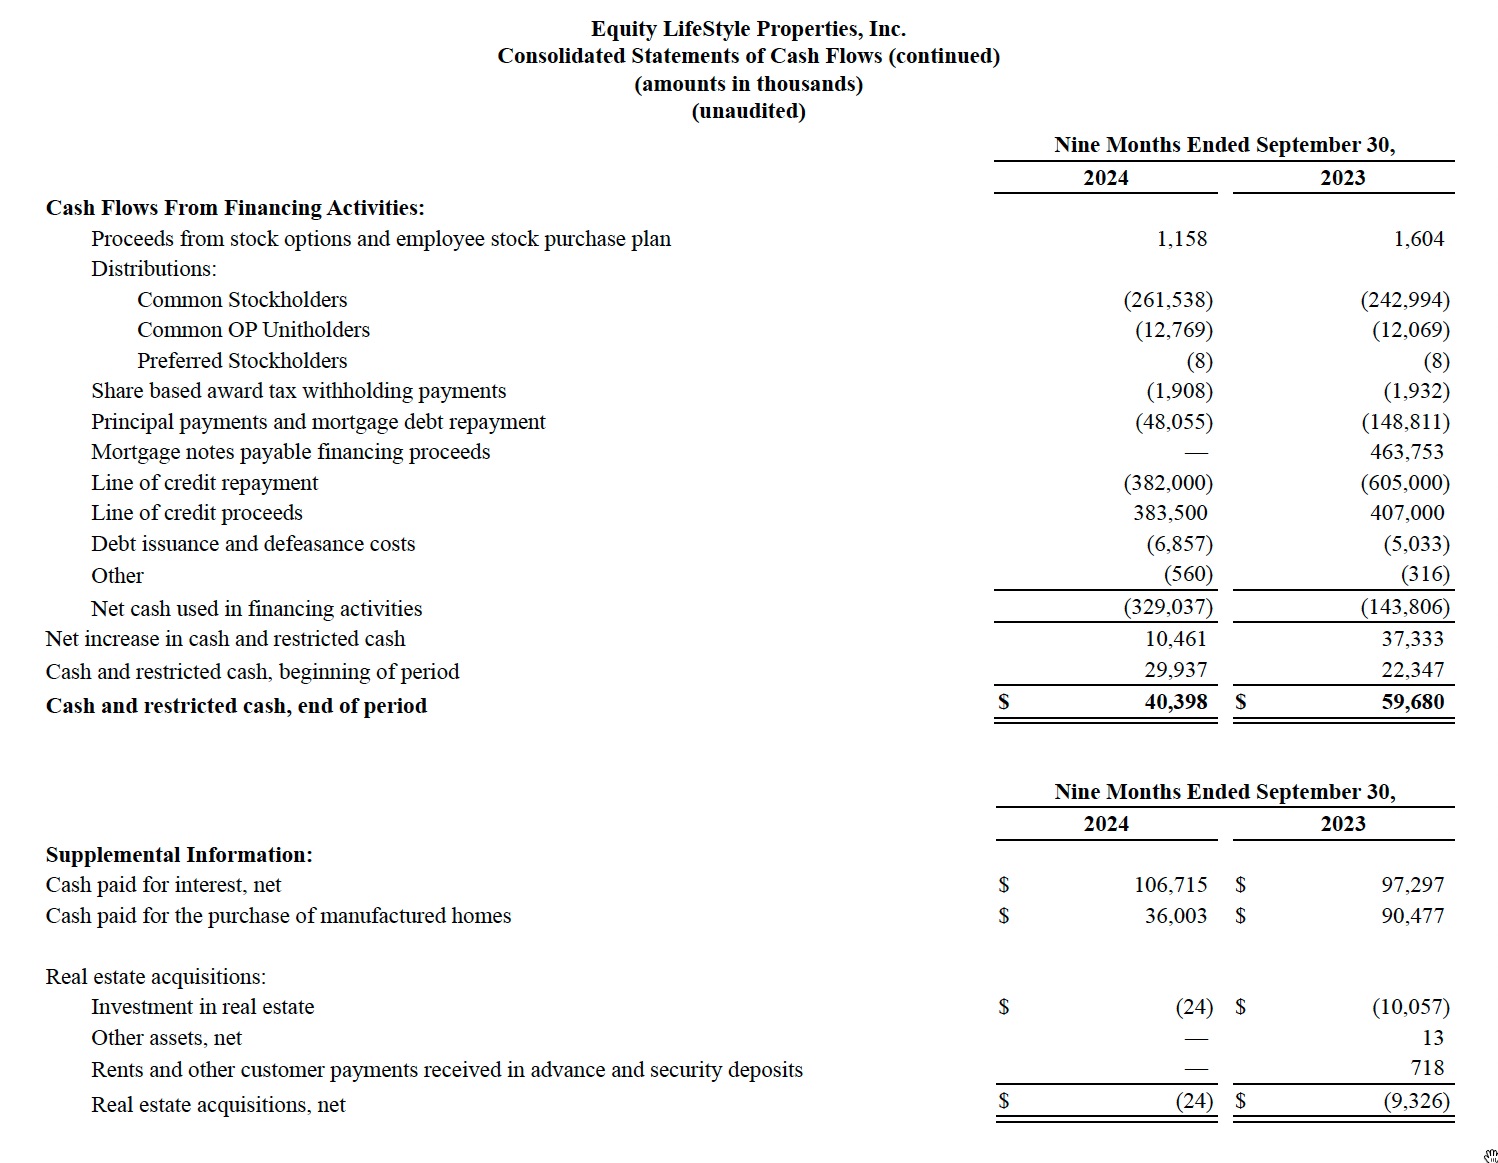 Equity LifeStyle Properties, Inc.
Consolidated Statements of Cash Flows (continued)
(amounts in thousands)
(unaudited)
Nine Months Ended September 30,
2024 2023
Cash Flows From Financing Activities:
Proceeds from stock options and employee stock purchase plan 1,158 1,604
Distributions:
Common Stockholders (261,538) (242,994)
Common OP Unitholders (12,769) (12,069)
Preferred Stockholders (8) (8)
Share based award tax withholding payments (1,908) (1,932)
Principal payments and mortgage debt repayment (48,055) (148,811)
Mortgage notes payable financing proceeds — 463,753
Line of credit repayment (382,000) (605,000)
Line of credit proceeds 383,500 407,000
Debt issuance and defeasance costs (6,857) (5,033)
Other (560) (316)
Net cash used in financing activities (329,037) (143,806)
Net increase in cash and restricted cash 10,461 37,333
Cash and restricted cash, beginning of period 29,937 22,347
Cash and restricted cash, end of period $ 40,398 $ 59,680
Nine Months Ended September 30,
2024 2023
Supplemental Information:
Cash paid for interest, net $ 106,715 $ 97,297
Cash paid for the purchase of manufactured homes $ 36,003 $ 90,477
Real estate acquisitions:
Investment in real estate $ (24) $ (10,057)
Other assets, net — 13
Rents and other customer payments received in advance and security deposits — 718
Real estate acquisitions, net $ (24) $ (9,326)